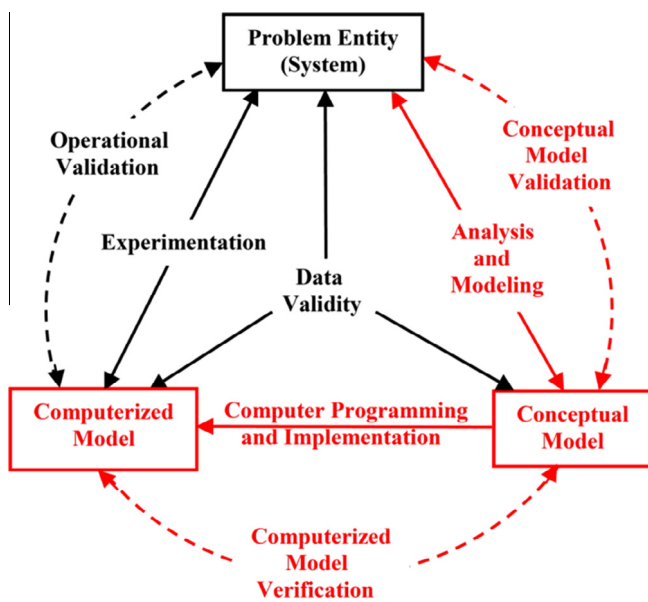 Problem Entity
(System)
Operational
Validation
Conceptual
Model
Validation
Experimentation
Analysis
and
Modeling
Data
Validity
Computerized
Model
Computer Programming
and Implementation
Conceptual
Model
Computerized
Model
Verification